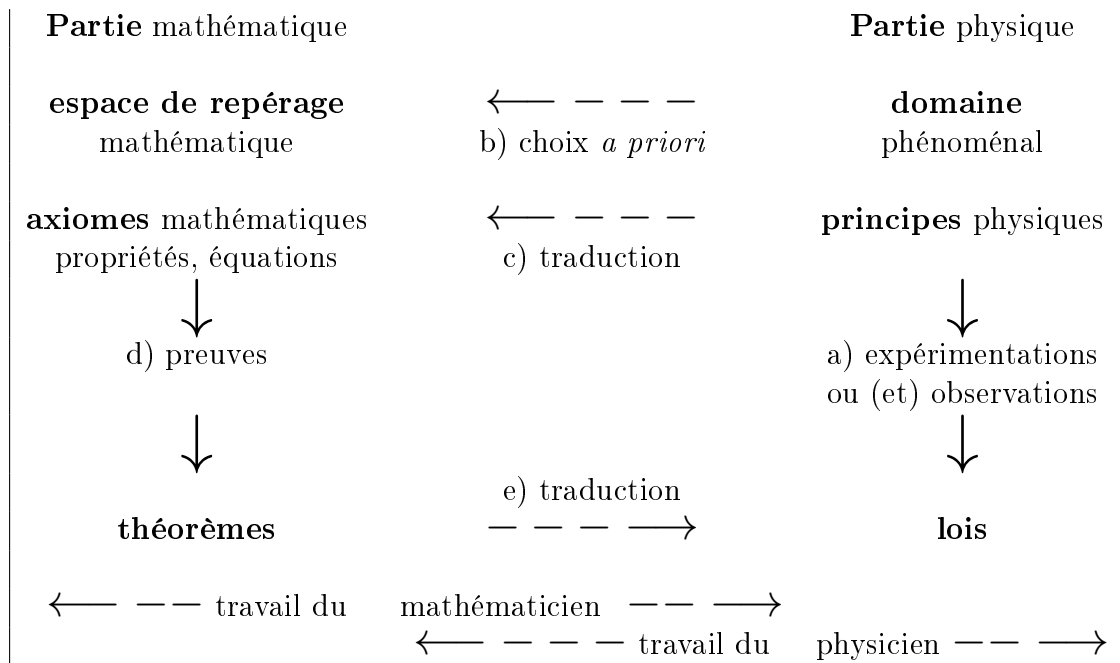 Partie mathématique Partie physique
espace de repérage ⟵ − − − domaine
mathématique b) choix a priori phénoménal
axiomes mathématiques ⟵ − − − principes physiques
propriétés, équations c) traduction
d) preuves a) expérimentations
ou (et) observations
e) traduction
théorèmes − − − ⟶ lois
⟵ −− travail du mathématicien −− ⟶
⟵ − − − travail du physicien −− ⟶